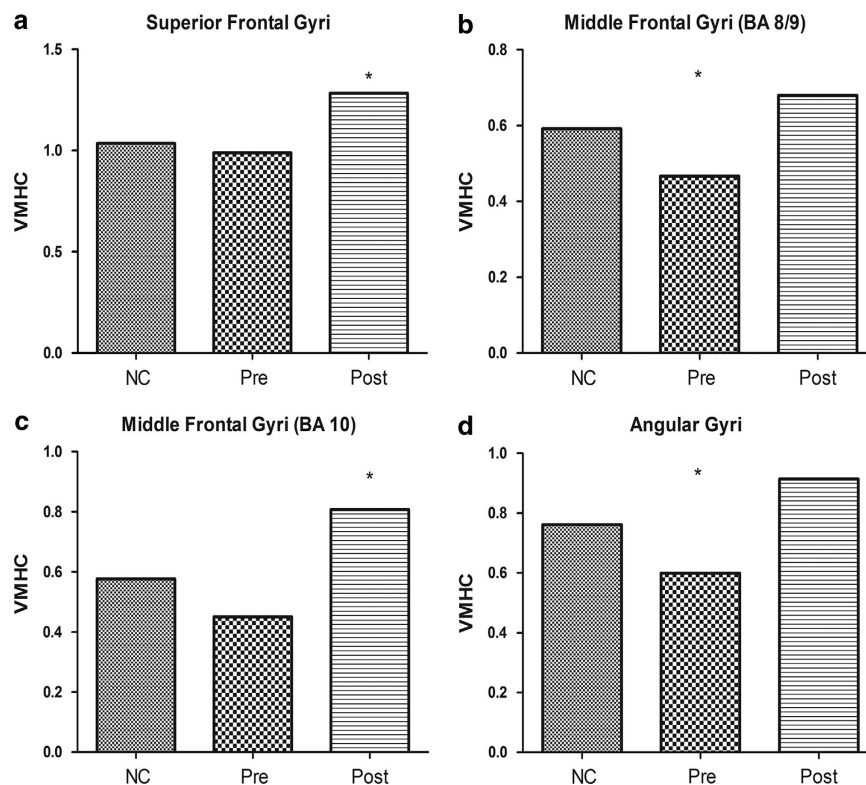 a
Superior Frontal Gyri
1.5
*
1.0
VMHC
0.5
0.0
NC Pre Post
b
Middle Frontal Gyri (BA 8/9)
0.8
*
0.6
VMHC
0.4
0.2
0.0
NC Pre Post
c
Middle Frontal Gyri (BA 10)
1.0
*
0.8
0.6
VMHC
0.4
0.2
0.0
NC Pre Post
d
Angular Gyri
1.0
*
0.8
0.6
VMHC
0.4
0.2
0.0
NC Pre Post